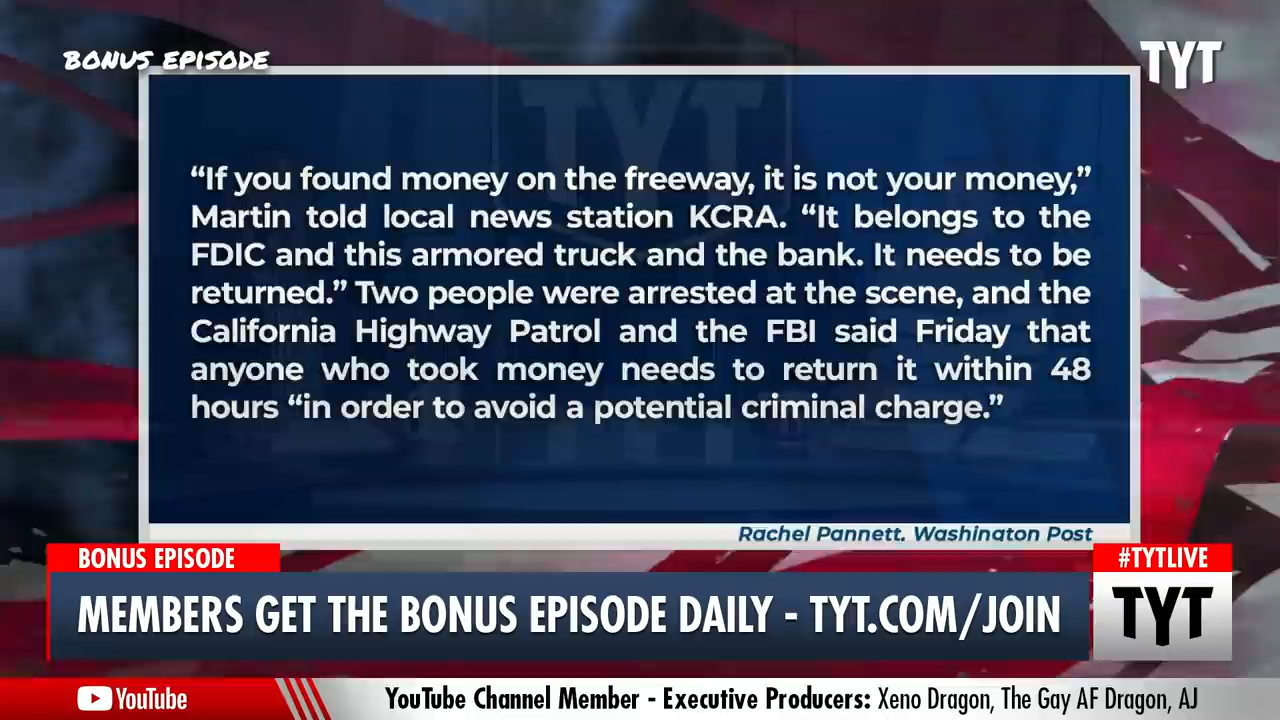 BONUS EPISODE
TYT
“If you found money on the freeway, it is not your money,”
Martin told local news station KCRA. “It belongs to the
FDIC and this armored truck and the bank. It needs to be
returned.” Two people were arrested at the scene, and the
California Highway Patrol and the FBI said Friday that
anyone who took money needs to return it within 48
hours “in order to avoid a potential criminal charge.”
Rachel Pannett, Washington Post
BONUS EPISODE
#TYTLIVE
MEMBERS GET THE BONUS EPISODE DAILY - TYT.COM/JOIN
TYT
YouTube
YouTube Channel Member - Executive Producers: Xeno Dragon, The Gay AF Dragon, AJ